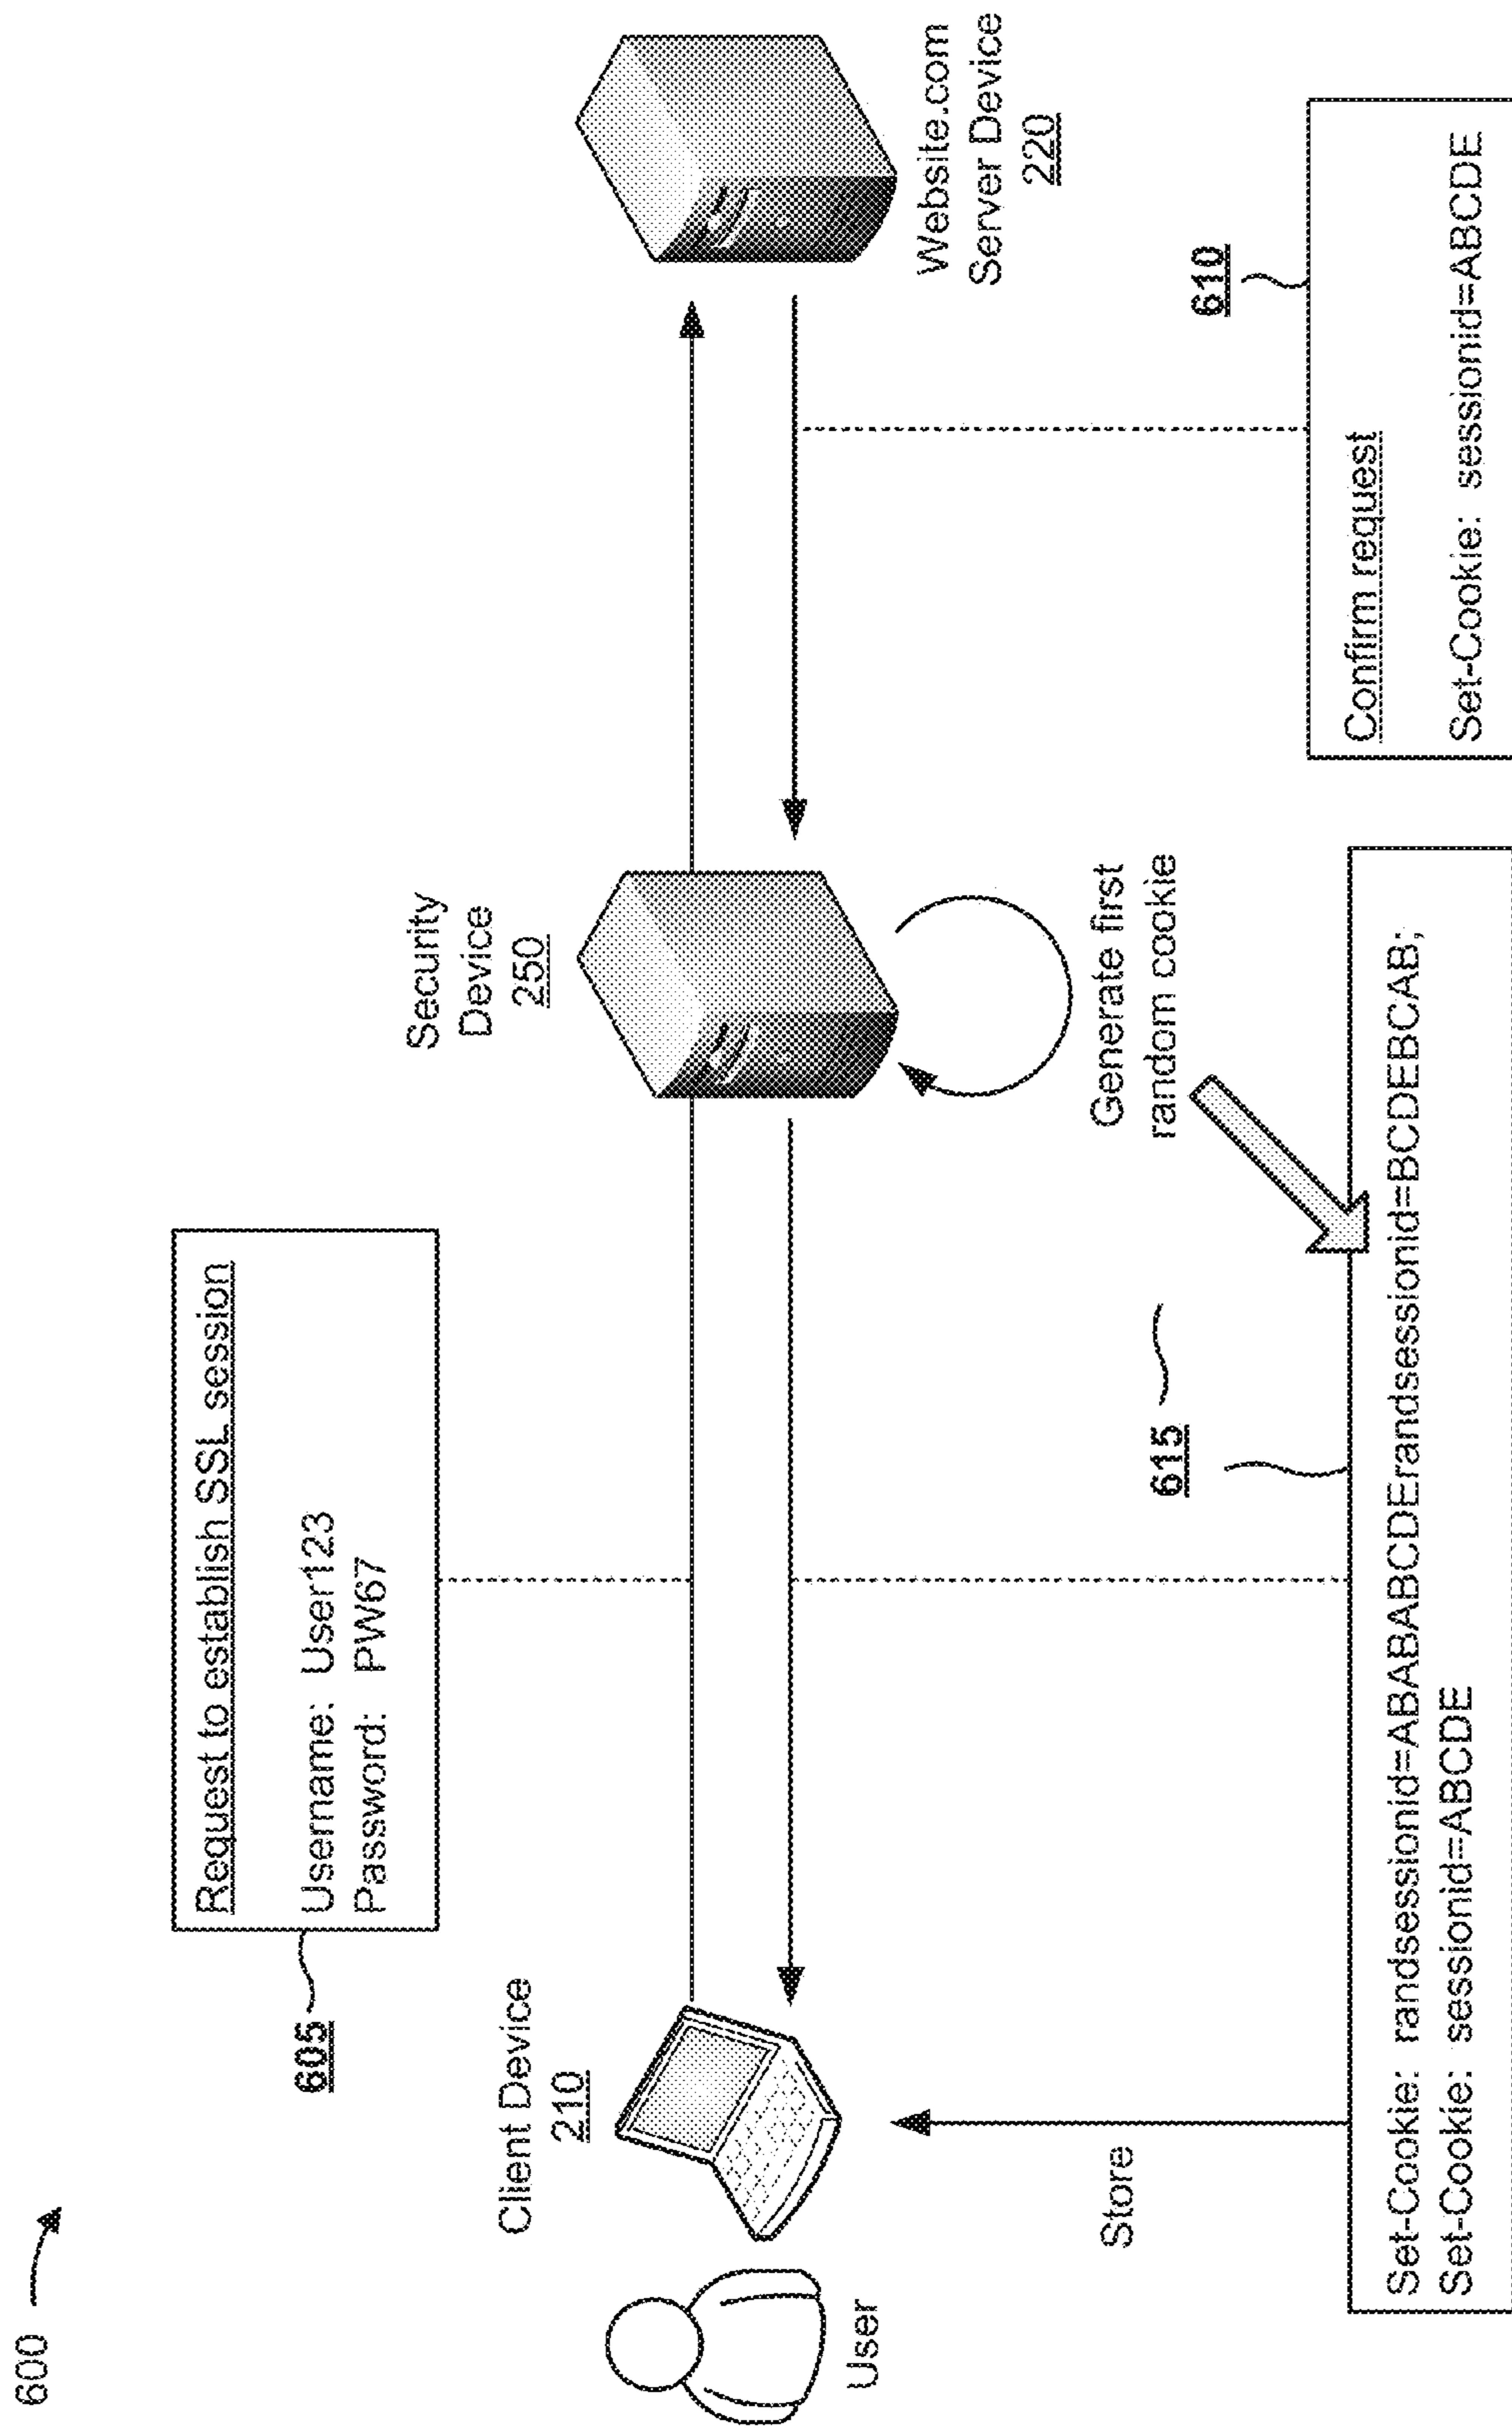 600
Request to establish SSL session
Username: User123
Password: PW67
605
Client Device
210
Security
Device
250
Website.com
Server Device
220
User
Store
Generate first
random cookie
615
610
Set-Cookie: randsessionid=ABABABCDErandsessionid=BCDEBCAB;
Set-Cookie: sessionid=ABCDE
Confirm request
Set-Cookie: sessionid=ABCDE